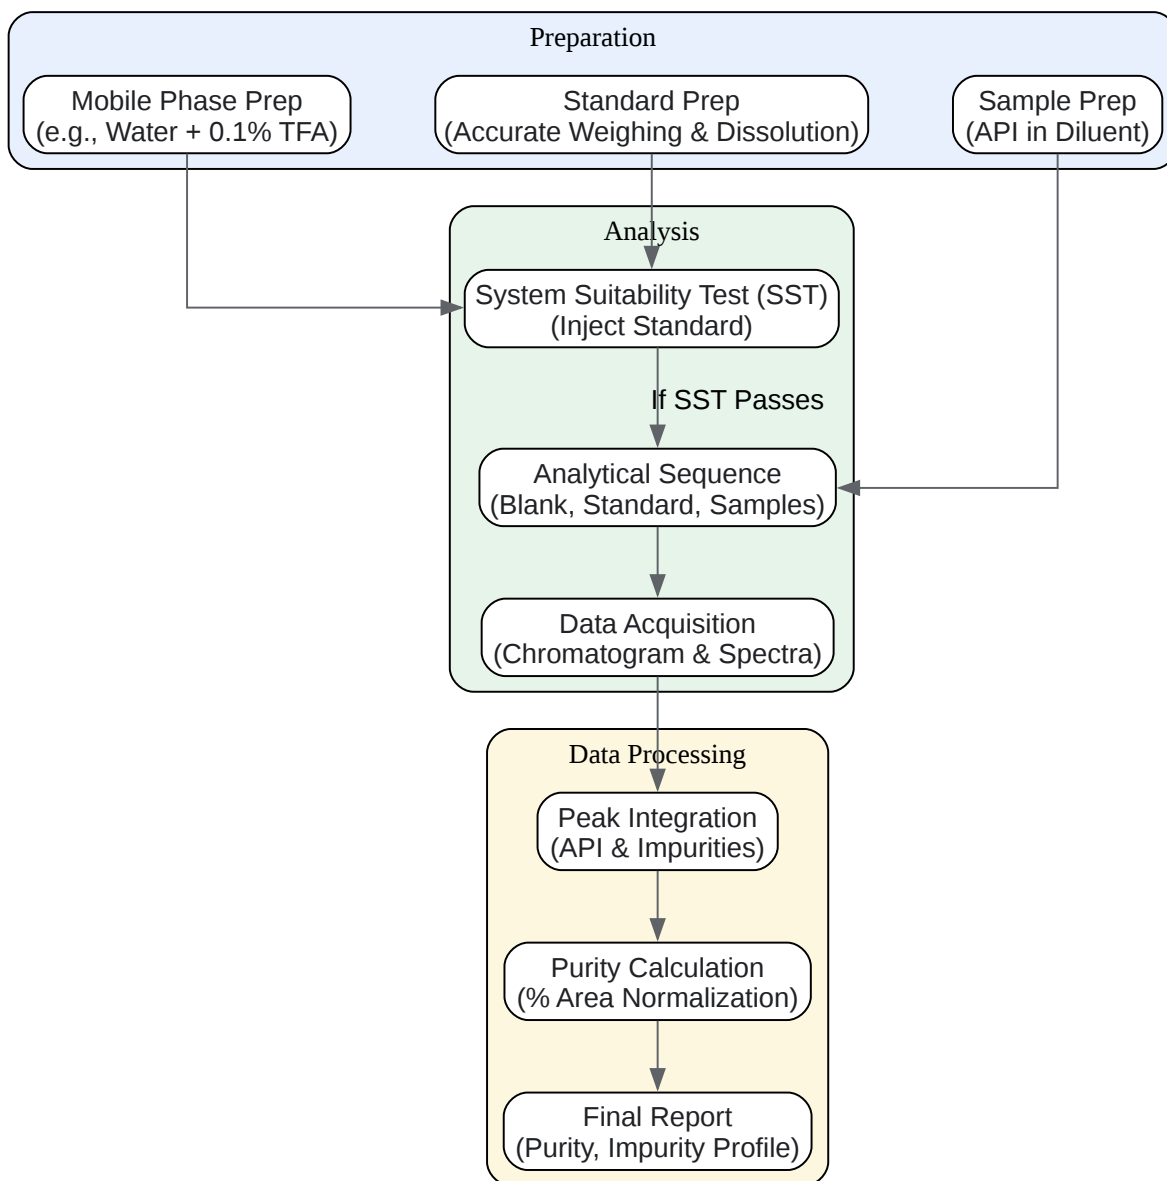 Preparation
Mobile Phase Prep
(e.g., Water + 0.1% TFA)
Standard Prep
(Accurate Weighing & Dissolution)
Sample Prep
(API in Diluent)
Analysis
System Suitability Test (SST)
(Inject Standard)
If SST Passes
Analytical Sequence
(Blank, Standard, Samples)
Data Acquisition
(Chromatogram & Spectra)
Data Processing
Peak Integration
(API & Impurities)
Purity Calculation
(% Area Normalization)
Final Report
(Purity, Impurity Profile)